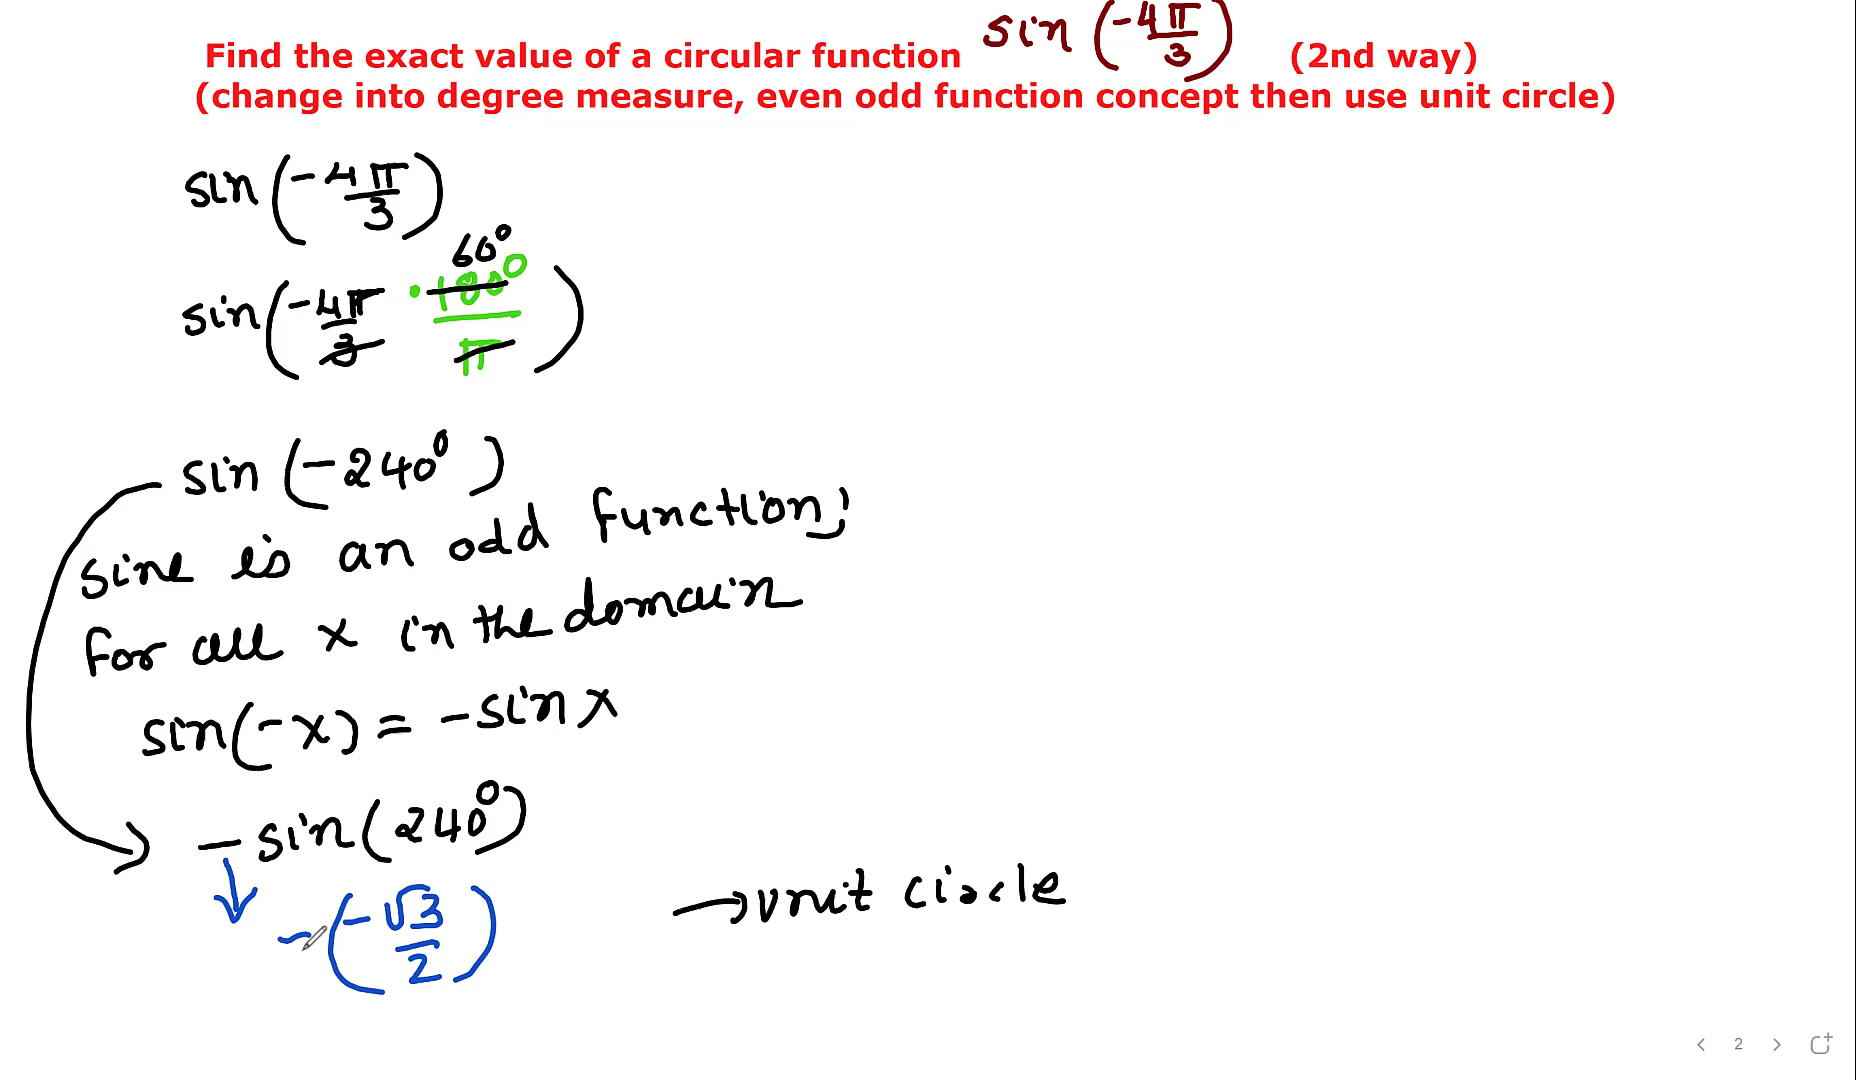 Find the exact value of a circular function sin (-4π/3) (2nd way)
(change into degree measure, even odd function concept then use unit circle)
sin (-4π/3)
60°
sin (-4π/3 · 180°/π)
sin (-240°)
sine is an odd function;
for all x in the domain
sin(-x) = -sin x
-sin(240°)
-(-√3/2) → unit circle
2